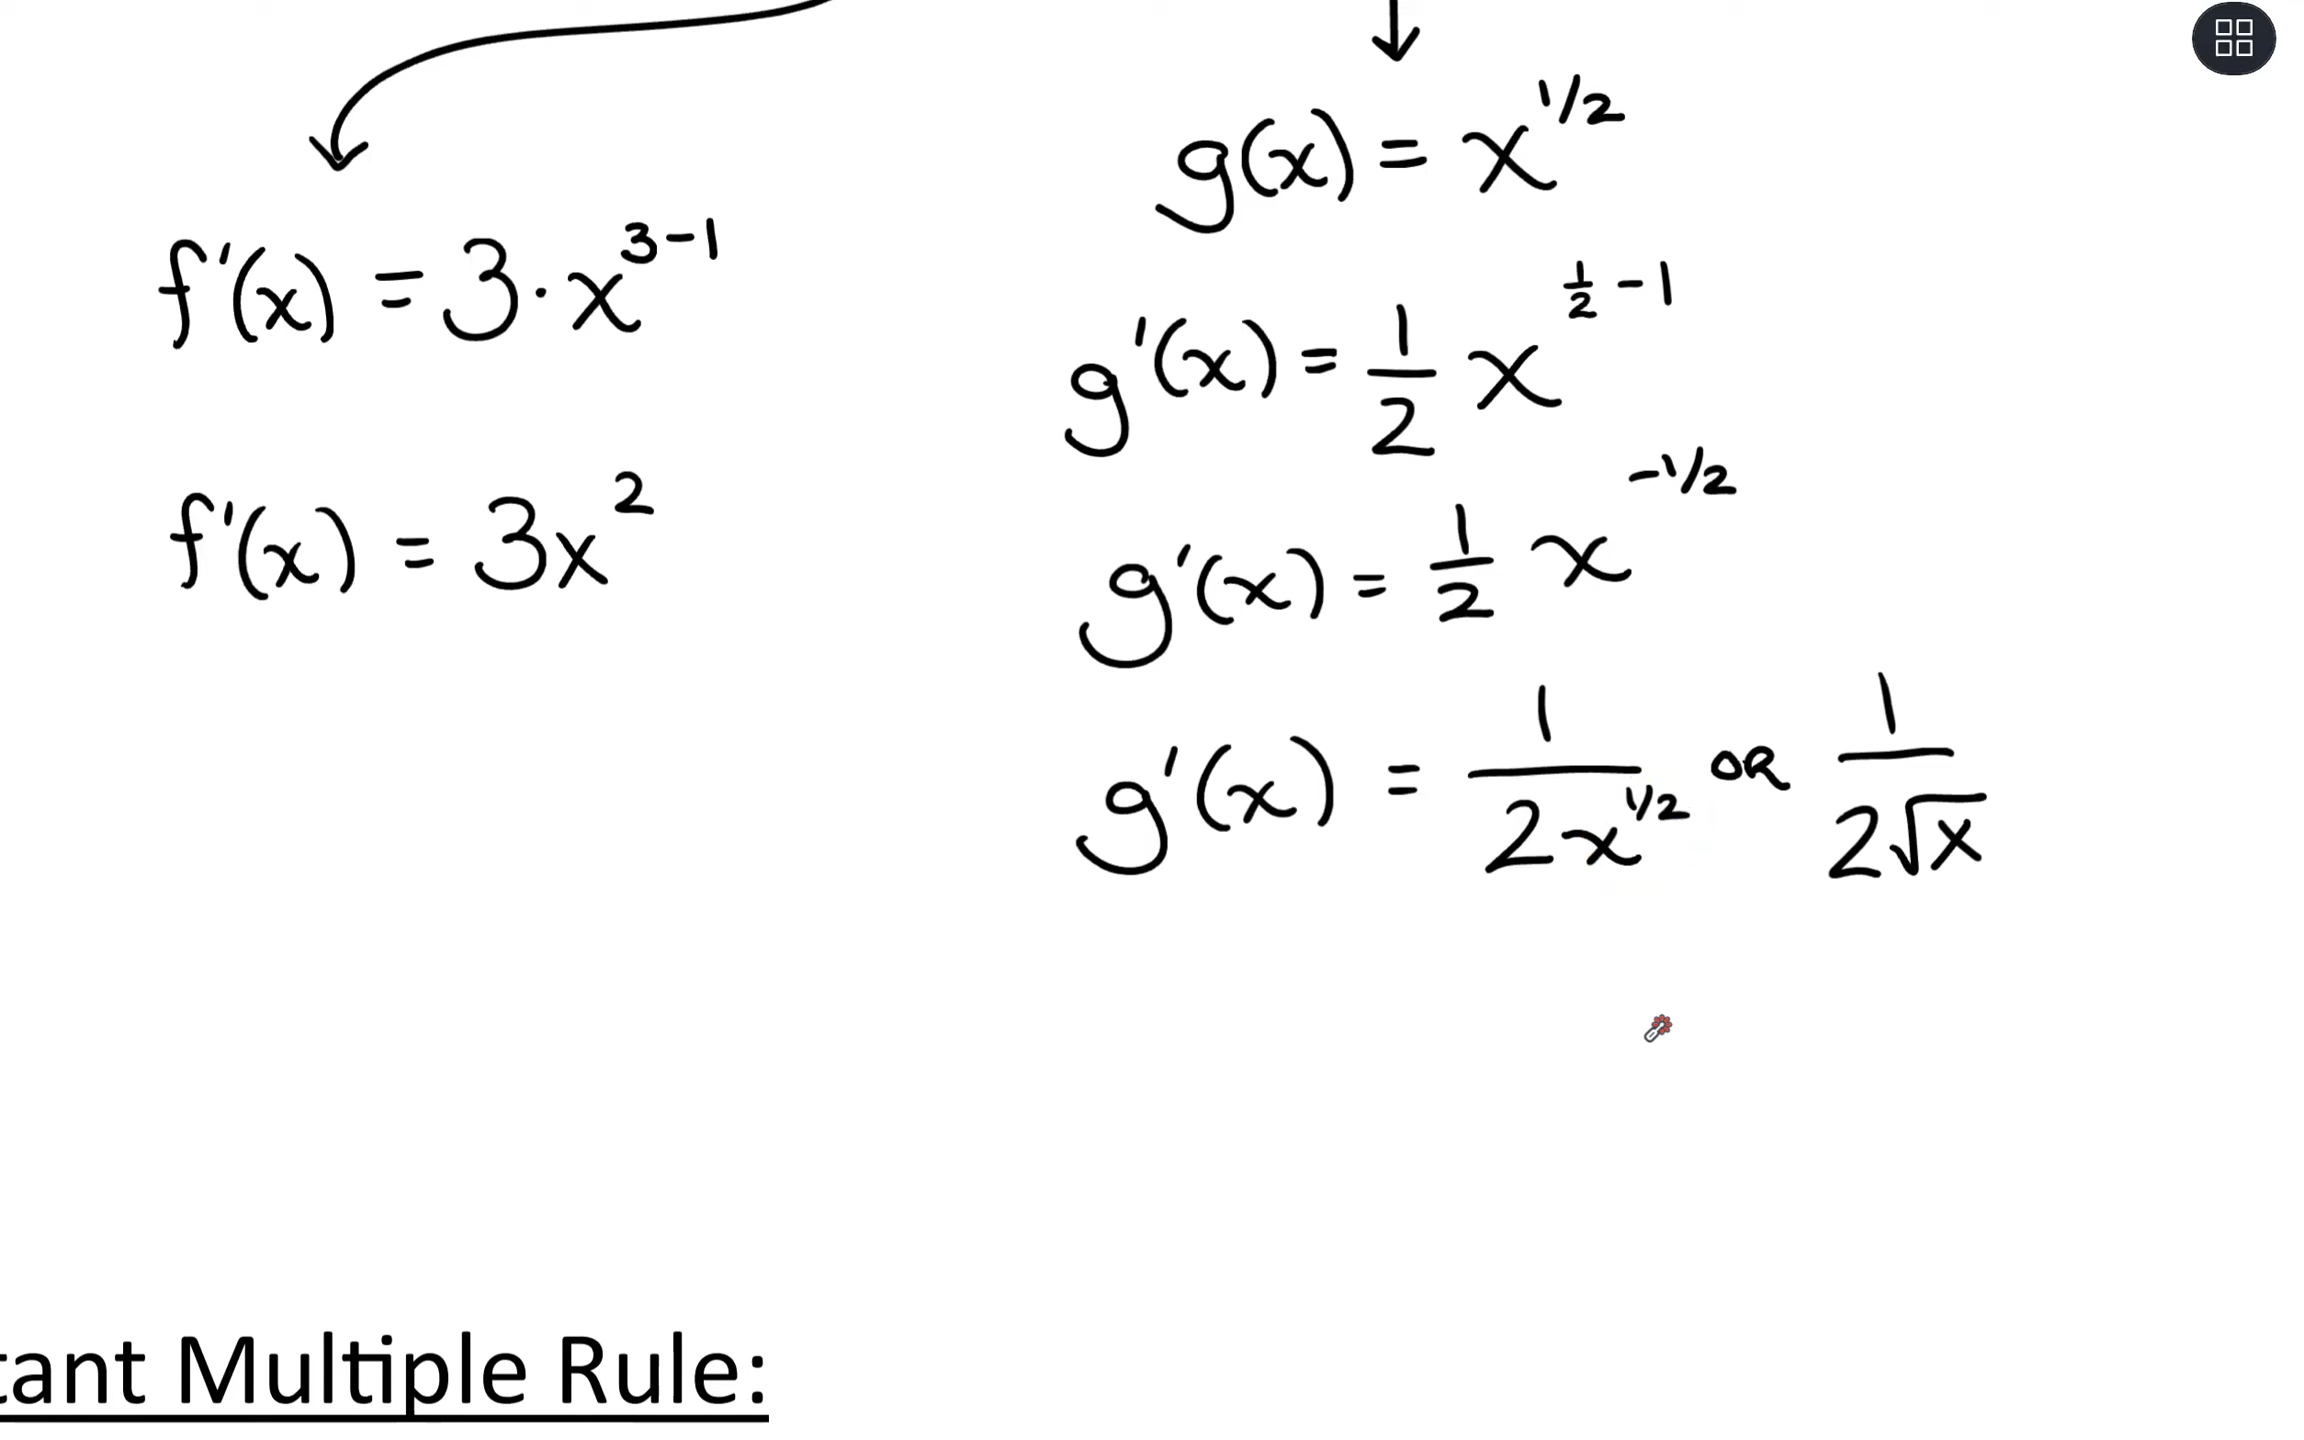 f'(x) = 3·x^(3-1)
f'(x) = 3x^2
g(x) = x^(1/2)
g'(x) = 1/2 x^(1/2 - 1)
g'(x) = 1/2 x^(-1/2)
g'(x) = 1/(2x^(1/2)) OR 1/(2√x)
tant Multiple Rule: